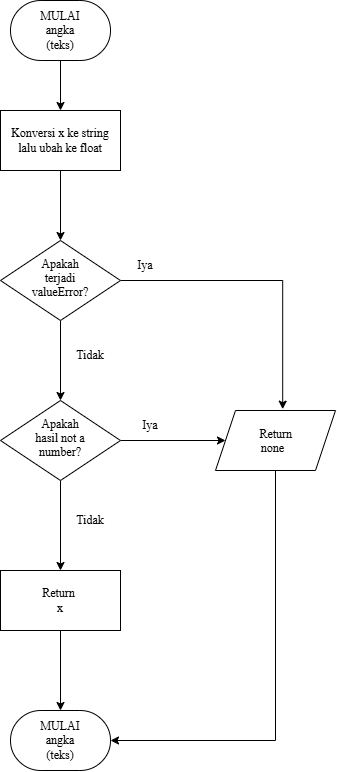 MULAI
angka
(teks)
Konversi x ke string
lalu ubah ke float
Apakah
terjadi
valueError?
Iya
Tidak
Apakah
hasil not a
number?
Iya
Return
none
Tidak
Return
x
MULAI
angka
(teks)